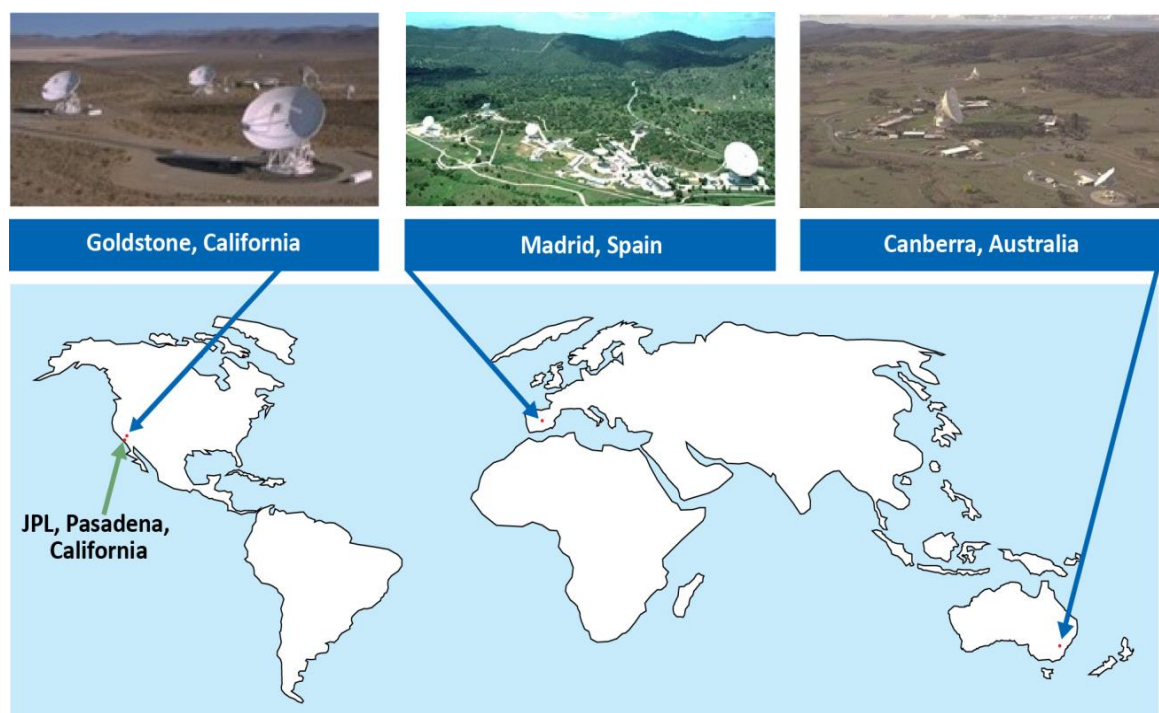 Goldstone, California
Madrid, Spain
Canberra, Australia
JPL, Pasadena,
California